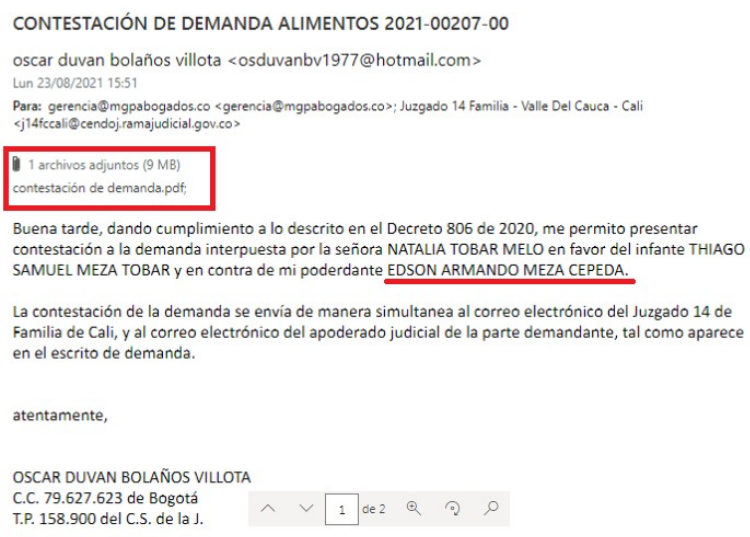 CONTESTACIÓN DE DEMANDA ALIMENTOS 2021-00207-00
oscar duvan bolaños villota <osduvanbv1977@hotmail.com>
Lun 23/08/2021 15:51
Para: gerencia@mgpabogados.co <gerencia@mgpabogados.co>; Juzgado 14 Familia - Valle Del Cauca - Cali
<j14fccali@cendoj.ramajudicial.gov.co>
1 archivos adjuntos (9 MB)
contestación de demanda.pdf;
Buena tarde, dando cumplimiento a lo descrito en el Decreto 806 de 2020, me permito presentar
contestación a la demanda interpuesta por la señora NATALIA TOBAR MELO en favor del infante THIAGO
SAMUEL MEZA TOBAR y en contra de mi poderdante EDSON ARMANDO MEZA CEPEDA.
La contestación de la demanda se envía de manera simultanea al correo electrónico del Juzgado 14 de
Familia de Cali, y al correo electrónico del apoderado judicial de la parte demandante, tal como aparece
en el escrito de demanda.
atentamente,
OSCAR DUVAN BOLAÑOS VILLOTA
C.C. 79.627.623 de Bogotá
T.P. 158.900 del C.S. de la J.
1 de 2